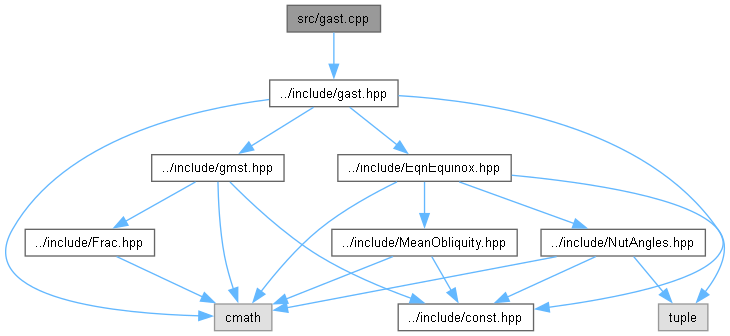 src/gast.cpp
../include/gast.hpp
../include/gmst.hpp
../include/EqnEquinox.hpp
../include/Frac.hpp
../include/MeanObliquity.hpp
../include/NutAngles.hpp
cmath
../include/const.hpp
tuple